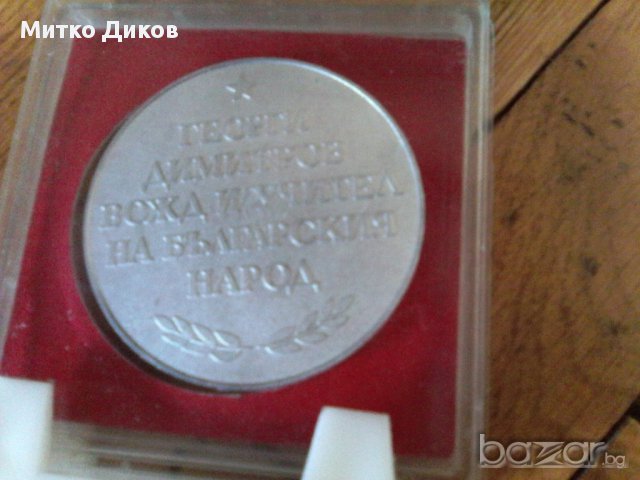 Митко Диков
ГЕОРГИ
ДИМИТРОВ
ВОЖД И УЧИТЕЛ
НА БЪЛГАРСКИЯ
НАРОД
bazar.bg